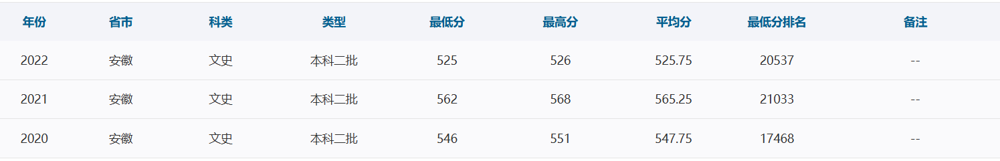 年份 省市 科类 类型 最低分 最高分 平均分 最低分排名 备注
2022 安徽 文史 本科二批 525 526 525.75 20537 --
2021 安徽 文史 本科二批 562 568 565.25 21033 --
2020 安徽 文史 本科二批 546 551 547.75 17468 --